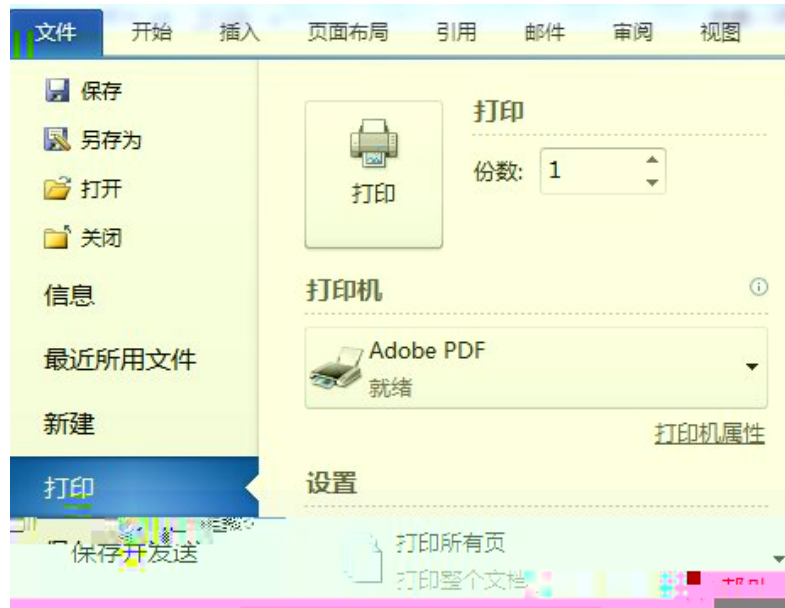 文件 开始 插入 页面布局 引用 邮件 审阅 视图
保存
另存为
打开
关闭
信息
最近所用文件
新建
打印
保存并发送
打印
打印
份数: 1
打印机
Adobe PDF
就绪
打印机属性
设置
打印所有页
打印整个文档